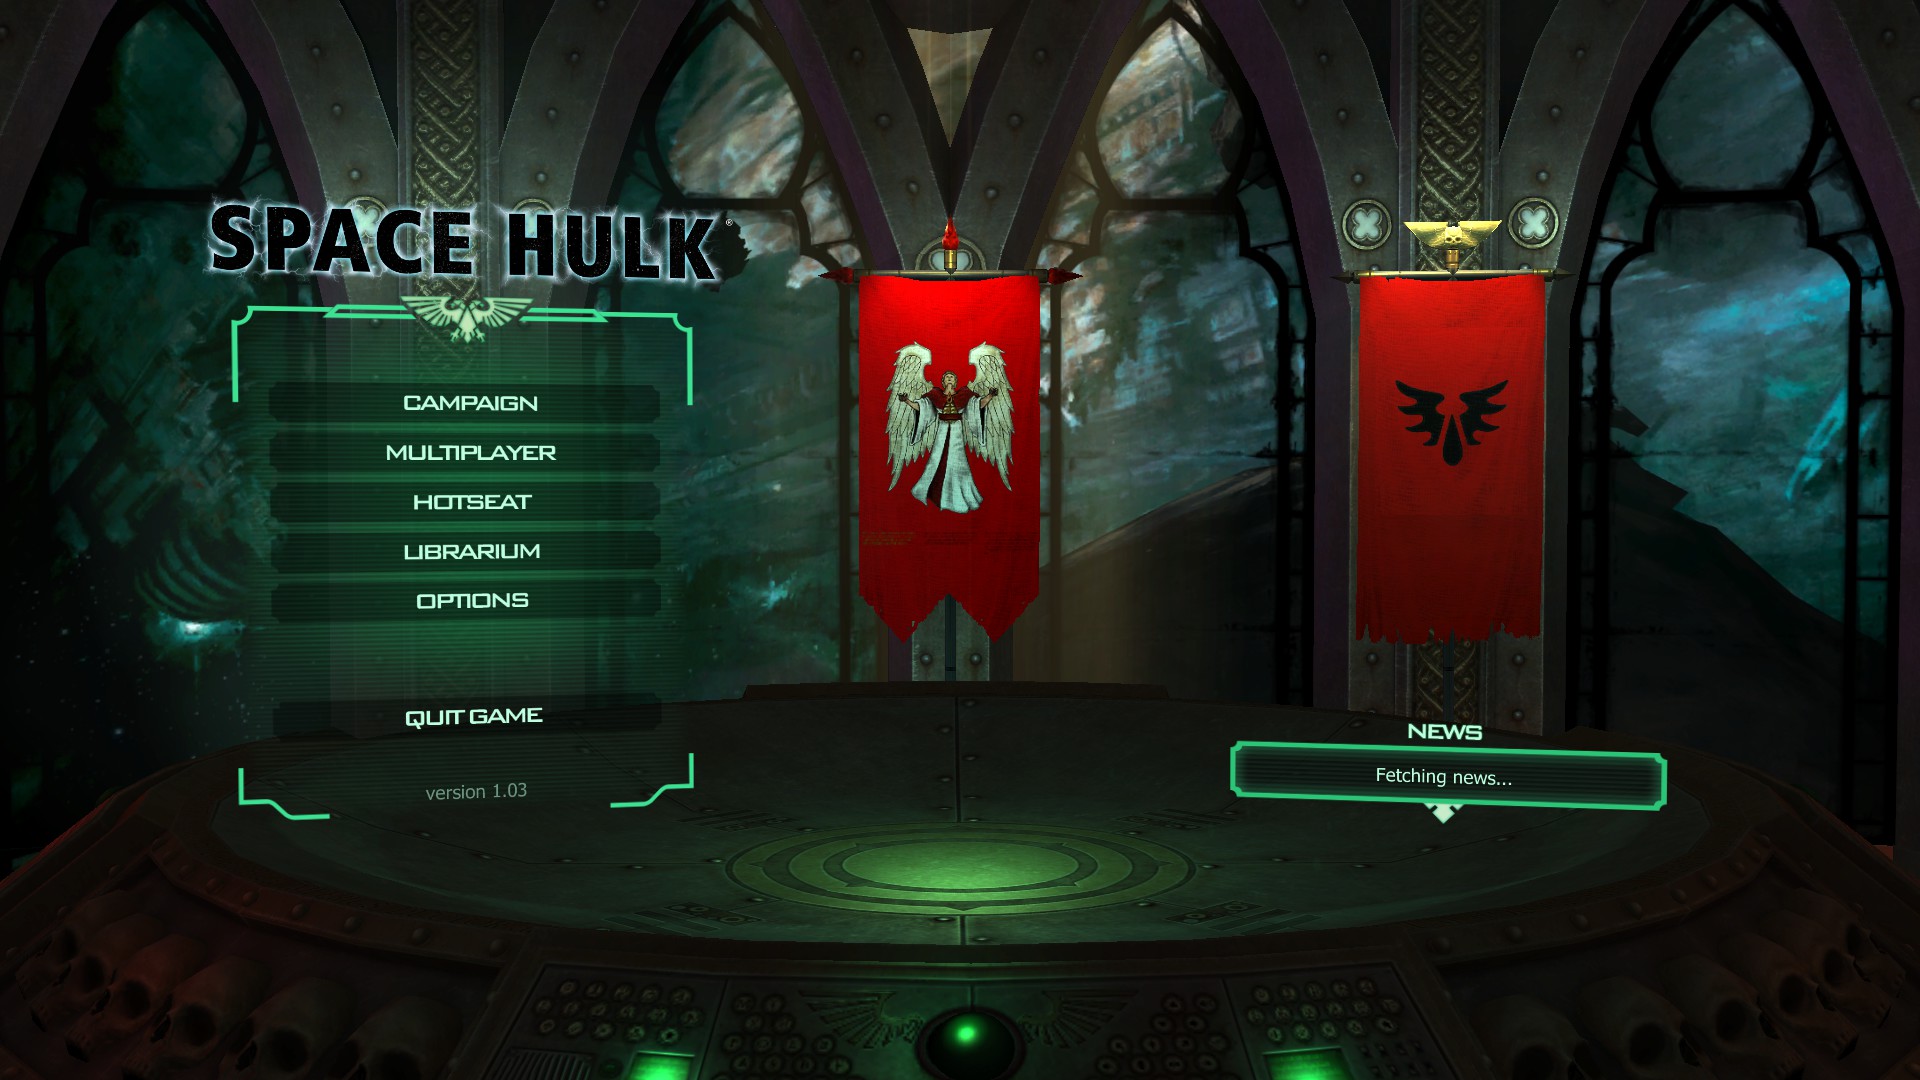 SPACE HULK®
CAMPAIGN
MULTIPLAYER
HOTSEAT
LIBRARIUM
OPTIONS
QUIT GAME
version 1.03
NEWS
Fetching news...